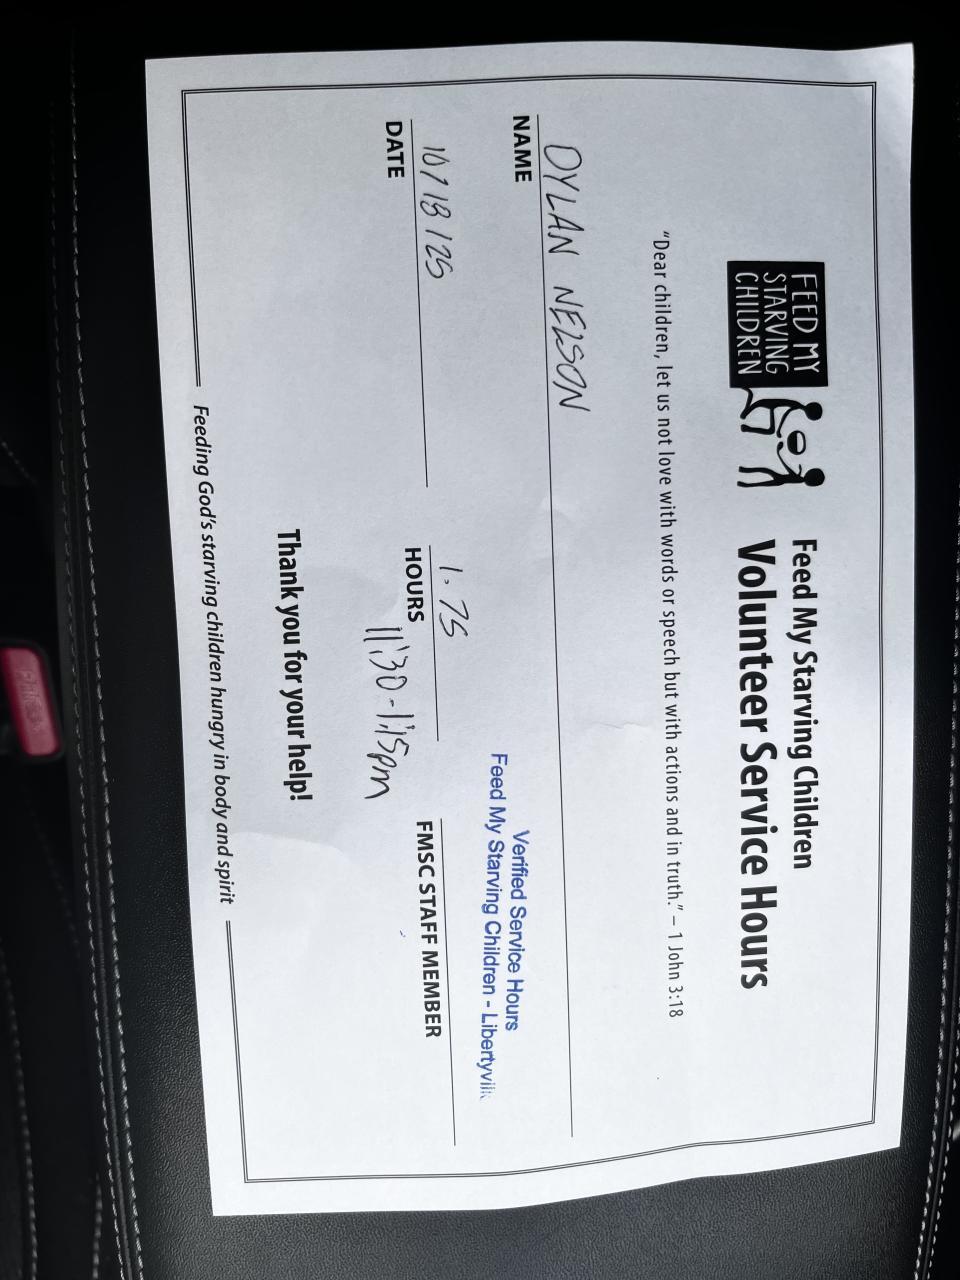 FEED MY
STARVING
CHILDREN
Feed My Starving Children
Volunteer Service Hours
"Dear children, let us not love with words or speech but with actions and in truth." – 1 John 3:18
DYLAN NELSON
NAME
Verified Service Hours
Feed My Starving Children - Libertyville
10/18/25
1.75
DATE
HOURS
FMSC STAFF MEMBER
11:30-1:15pm
Thank you for your help!
Feeding God's starving children hungry in body and spirit
PRESS